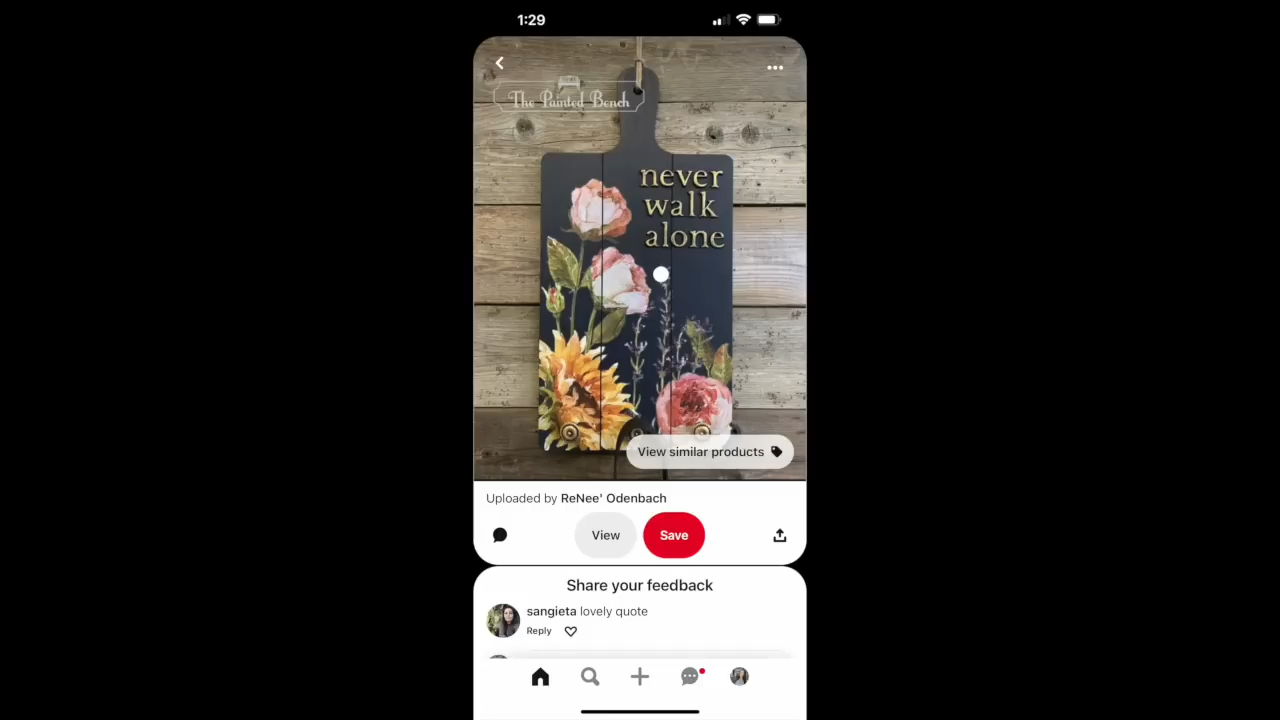 1:29
The Painted Bench
never
walk
alone
View similar products
Uploaded by ReNee' Odenbach
View
Save
Share your feedback
sangieta lovely quote
Reply